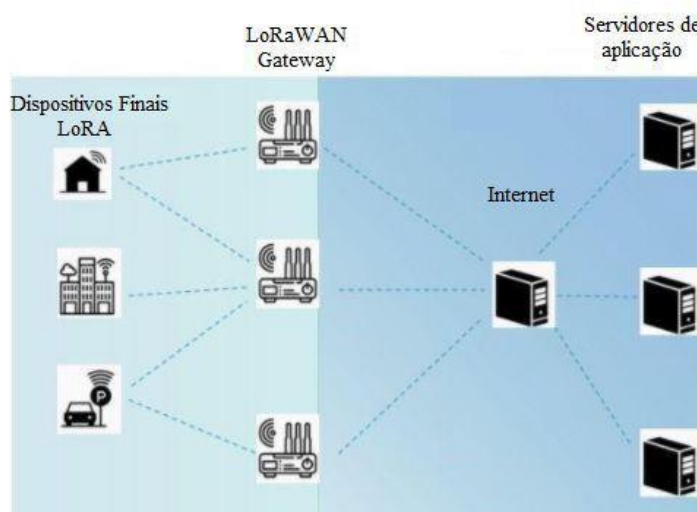 LoRaWAN
Gateway
Servidores de
aplicação
Dispositivos Finais
LoRA
Internet
P